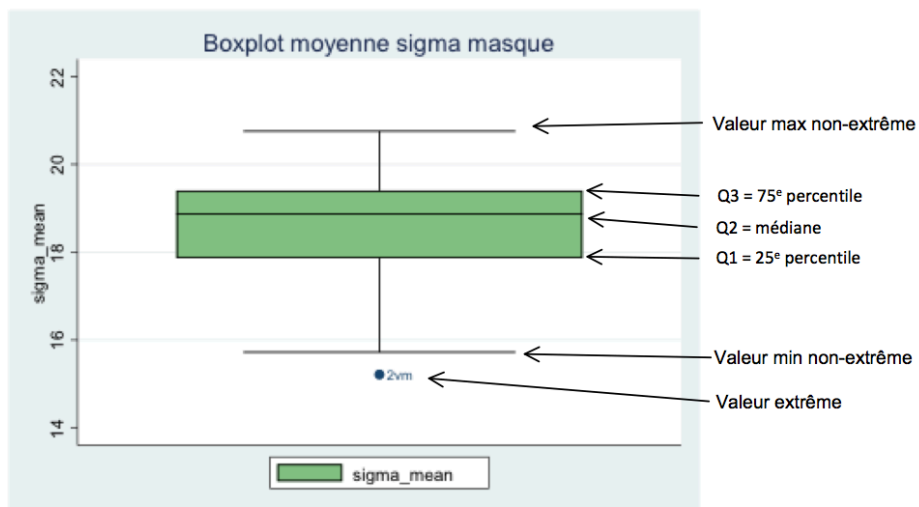 Boxplot moyenne sigma masque
22
20
18
16
14
sigma_mean
2vm
sigma_mean
Valeur max non-extrême
Q3 = 75e percentile
Q2 = médiane
Q1 = 25e percentile
Valeur min non-extrême
Valeur extrême